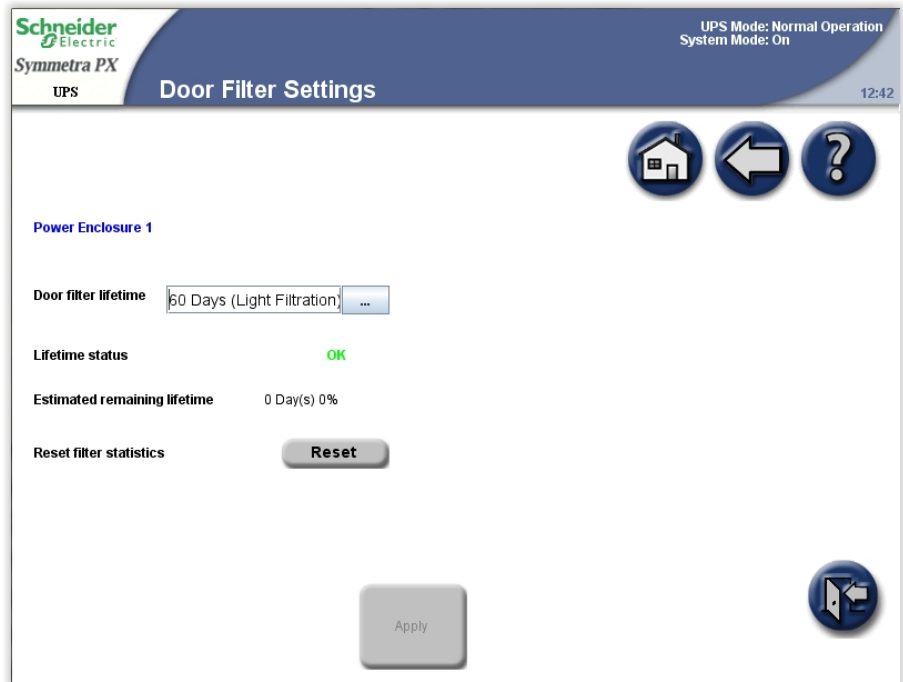 Schneider
Electric
Symmetra PX
UPS
Door Filter Settings
UPS Mode: Normal Operation
System Mode: On
12:42
?
Power Enclosure 1
Door filter lifetime
60 Days (Light Filtration)
...
Lifetime status
OK
Estimated remaining lifetime
0 Day(s) 0%
Reset filter statistics
Reset
Apply